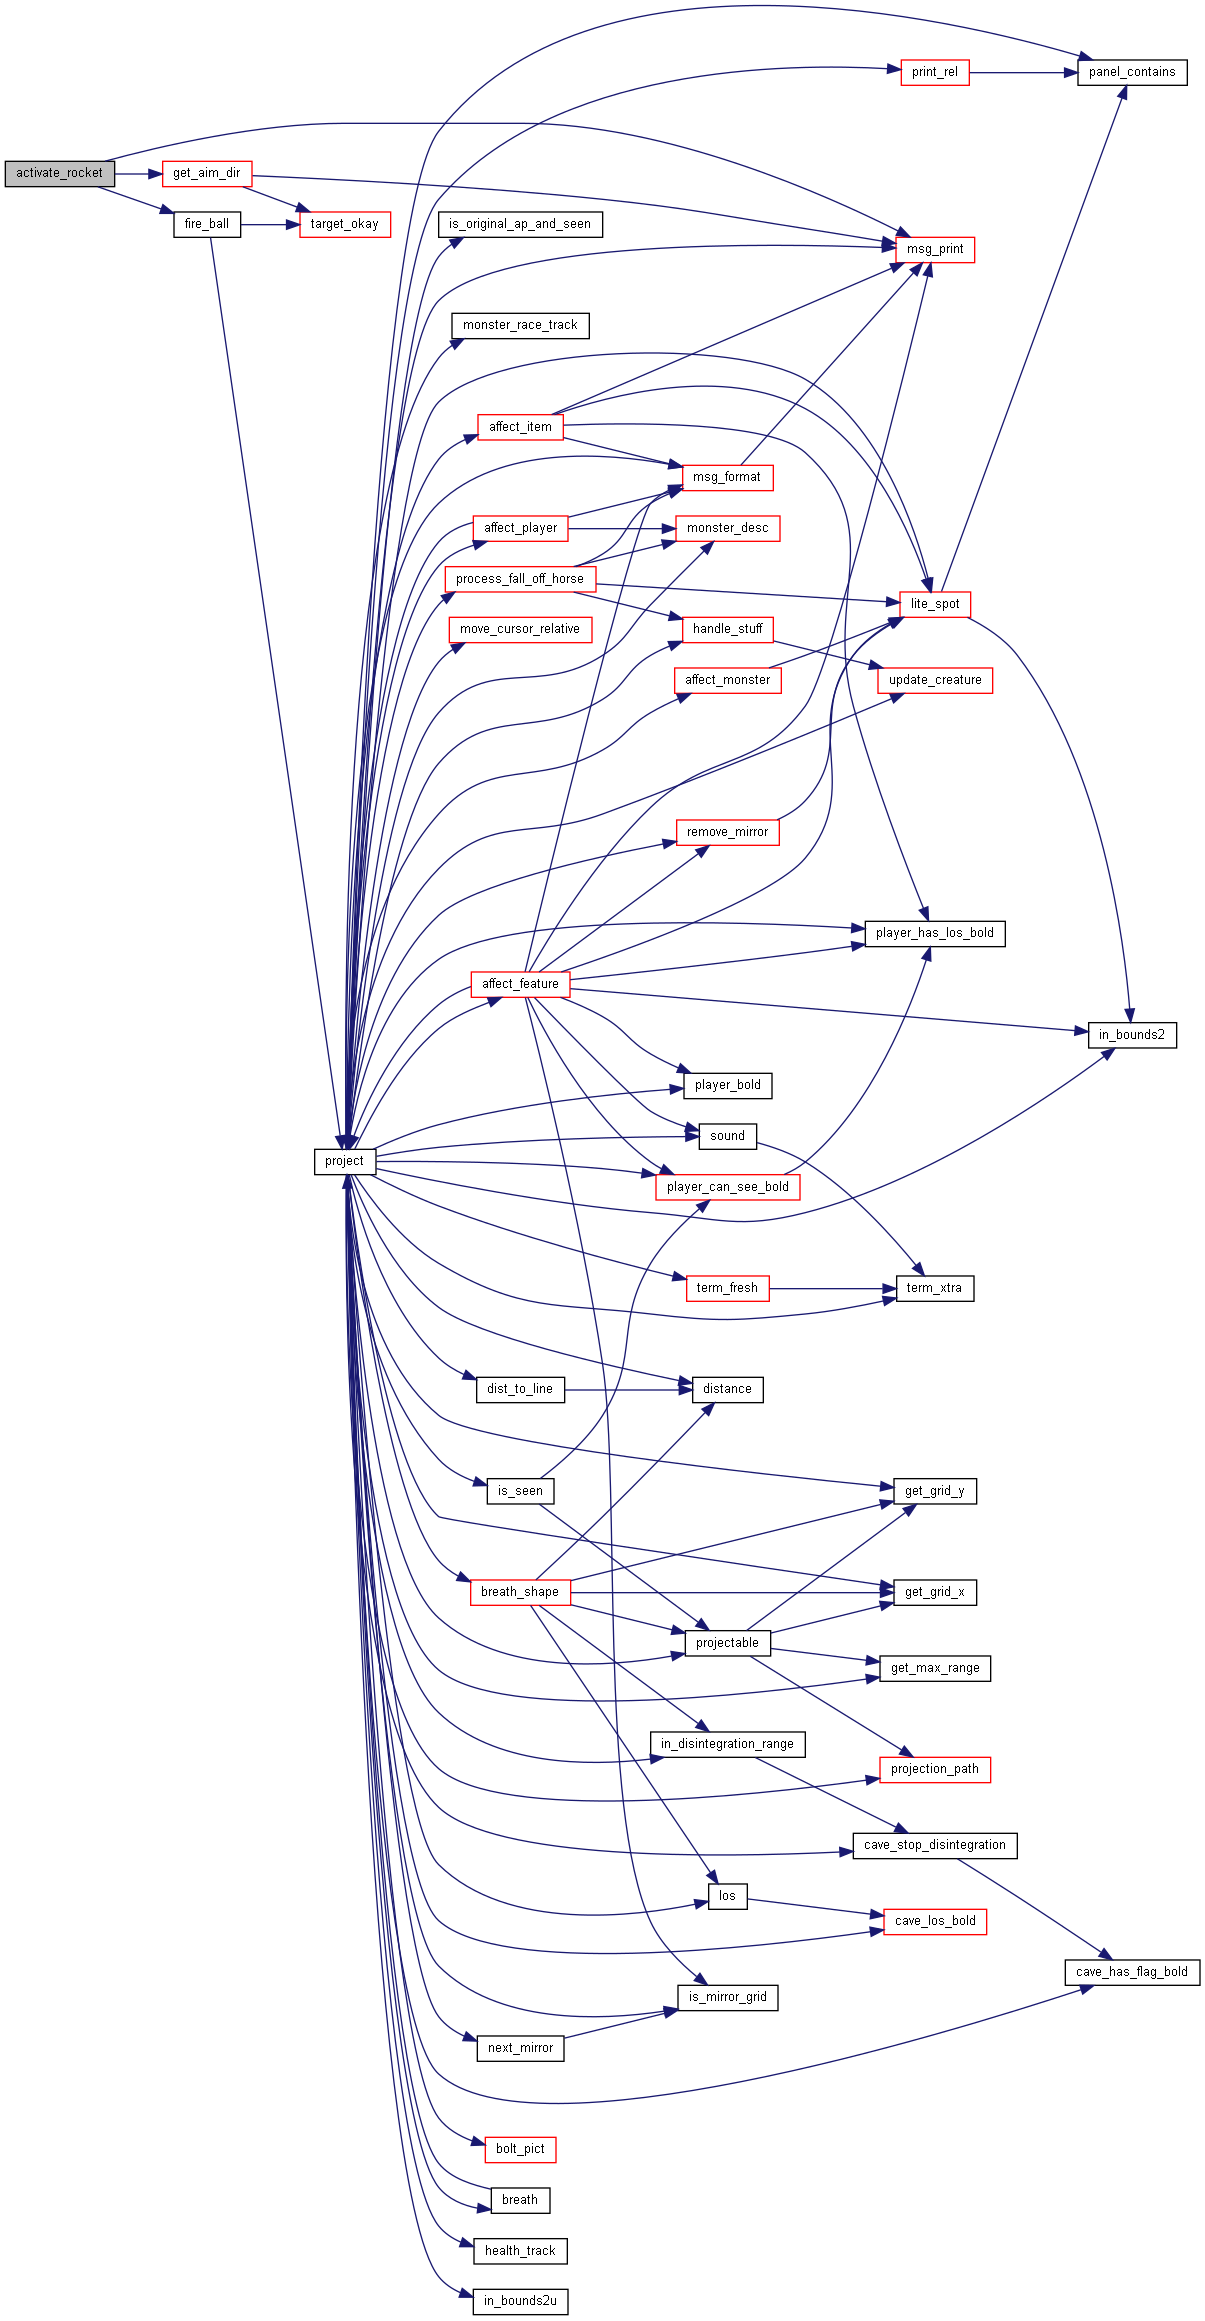 panel_contains
print_rel
activate_rocket
get_aim_dir
fire_ball
target_okay
is_original_ap_and_seen
msg_print
monster_race_track
affect_item
msg_format
affect_player
monster_desc
process_fall_off_horse
lite_spot
move_cursor_relative
handle_stuff
affect_monster
update_creature
remove_mirror
player_has_los_bold
affect_feature
in_bounds2
player_bold
sound
project
player_can_see_bold
term_fresh
term_xtra
dist_to_line
distance
is_seen
get_grid_y
breath_shape
get_grid_x
projectable
get_max_range
in_disintegration_range
projection_path
cave_stop_disintegration
los
cave_los_bold
cave_has_flag_bold
is_mirror_grid
next_mirror
bolt_pict
breath
health_track
in_bounds2u